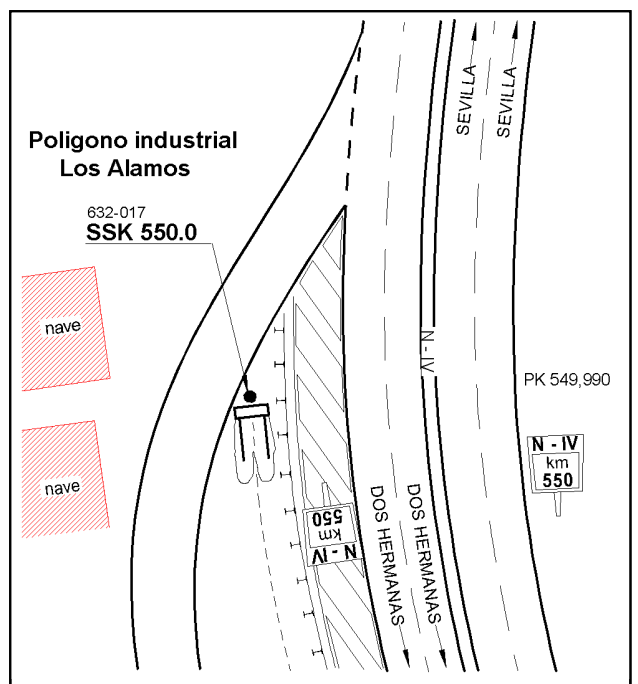 SEVILLA
SEVILLA
Poligono industrial
Los Alamos
632-017
SSK 550.0
nave
N - IV
PK 549,990
N - IV
km
550
nave
DOS HERMANAS
DOS HERMANAS
N - IV
km
550